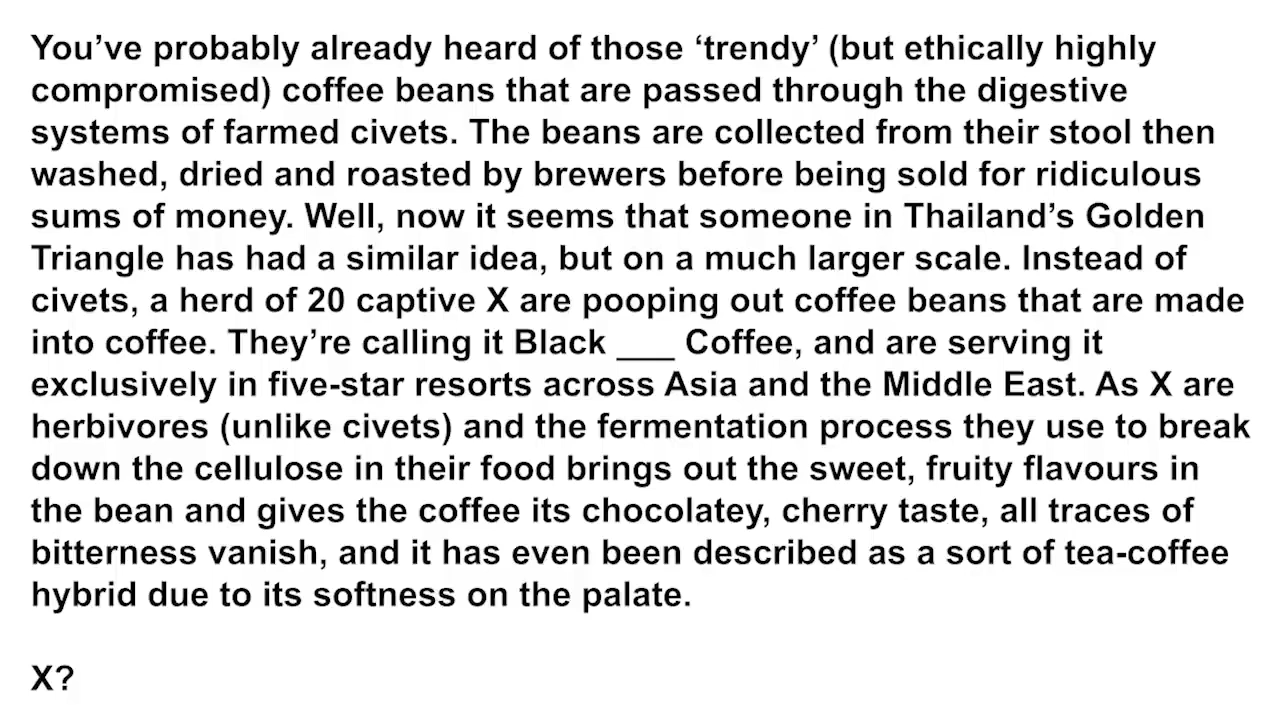 You’ve probably already heard of those ‘trendy’ (but ethically highly
compromised) coffee beans that are passed through the digestive
systems of farmed civets. The beans are collected from their stool then
washed, dried and roasted by brewers before being sold for ridiculous
sums of money. Well, now it seems that someone in Thailand’s Golden
Triangle has had a similar idea, but on a much larger scale. Instead of
civets, a herd of 20 captive X are pooping out coffee beans that are made
into coffee. They’re calling it Black ___ Coffee, and are serving it
exclusively in five-star resorts across Asia and the Middle East. As X are
herbivores (unlike civets) and the fermentation process they use to break
down the cellulose in their food brings out the sweet, fruity flavours in
the bean and gives the coffee its chocolatey, cherry taste, all traces of
bitterness vanish, and it has even been described as a sort of tea-coffee
hybrid due to its softness on the palate.
X?